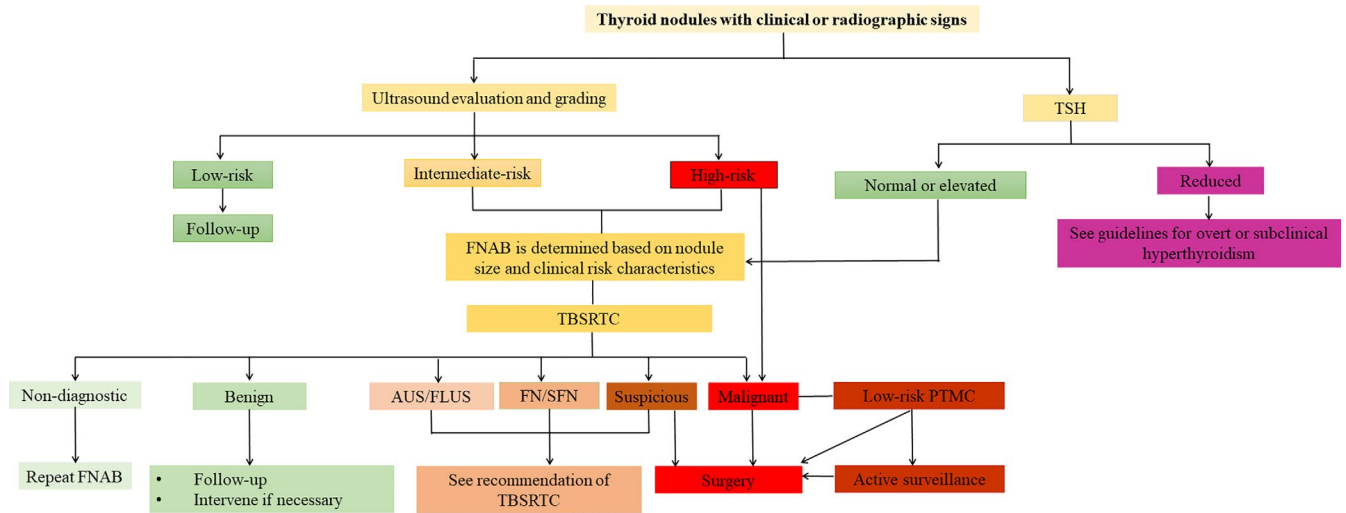 Thyroid nodules with clinical or radiographic signs
Ultrasound evaluation and grading
TSH
Low-risk
Intermediate-risk
High-risk
Normal or elevated
Reduced
Follow-up
FNAB is determined based on nodule
size and clinical risk characteristics
See guidelines for overt or subclinical
hyperthyroidism
TBSRTC
Non-diagnostic
Benign
AUS/FLUS
FN/SFN
Suspicious
Malignant
Low-risk PTMC
Repeat FNAB
• Follow-up
• Intervene if necessary
See recommendation of
TBSRTC
Surgery
Active surveillance